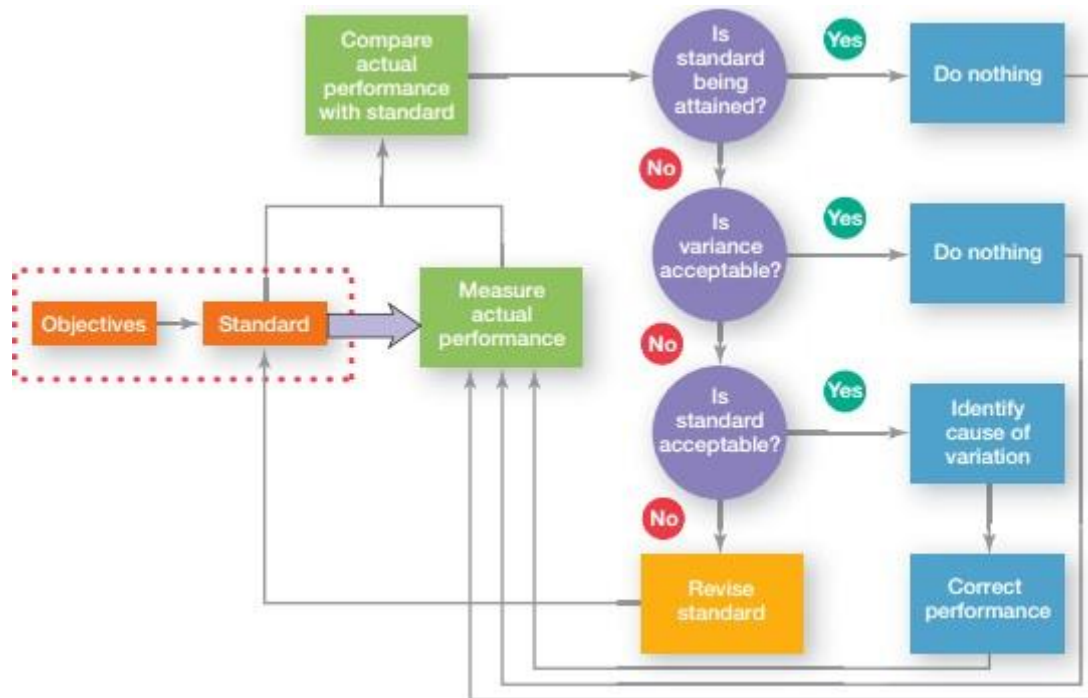 Compare
actual
performance
with standard
Is
standard
being
attained?
Yes
Do nothing
No
Is
variance
acceptable?
Yes
Do nothing
Objectives
Standard
Measure
actual
performance
No
Is
standard
acceptable?
Yes
Identify
cause of
variation
No
Revise
standard
Correct
performance